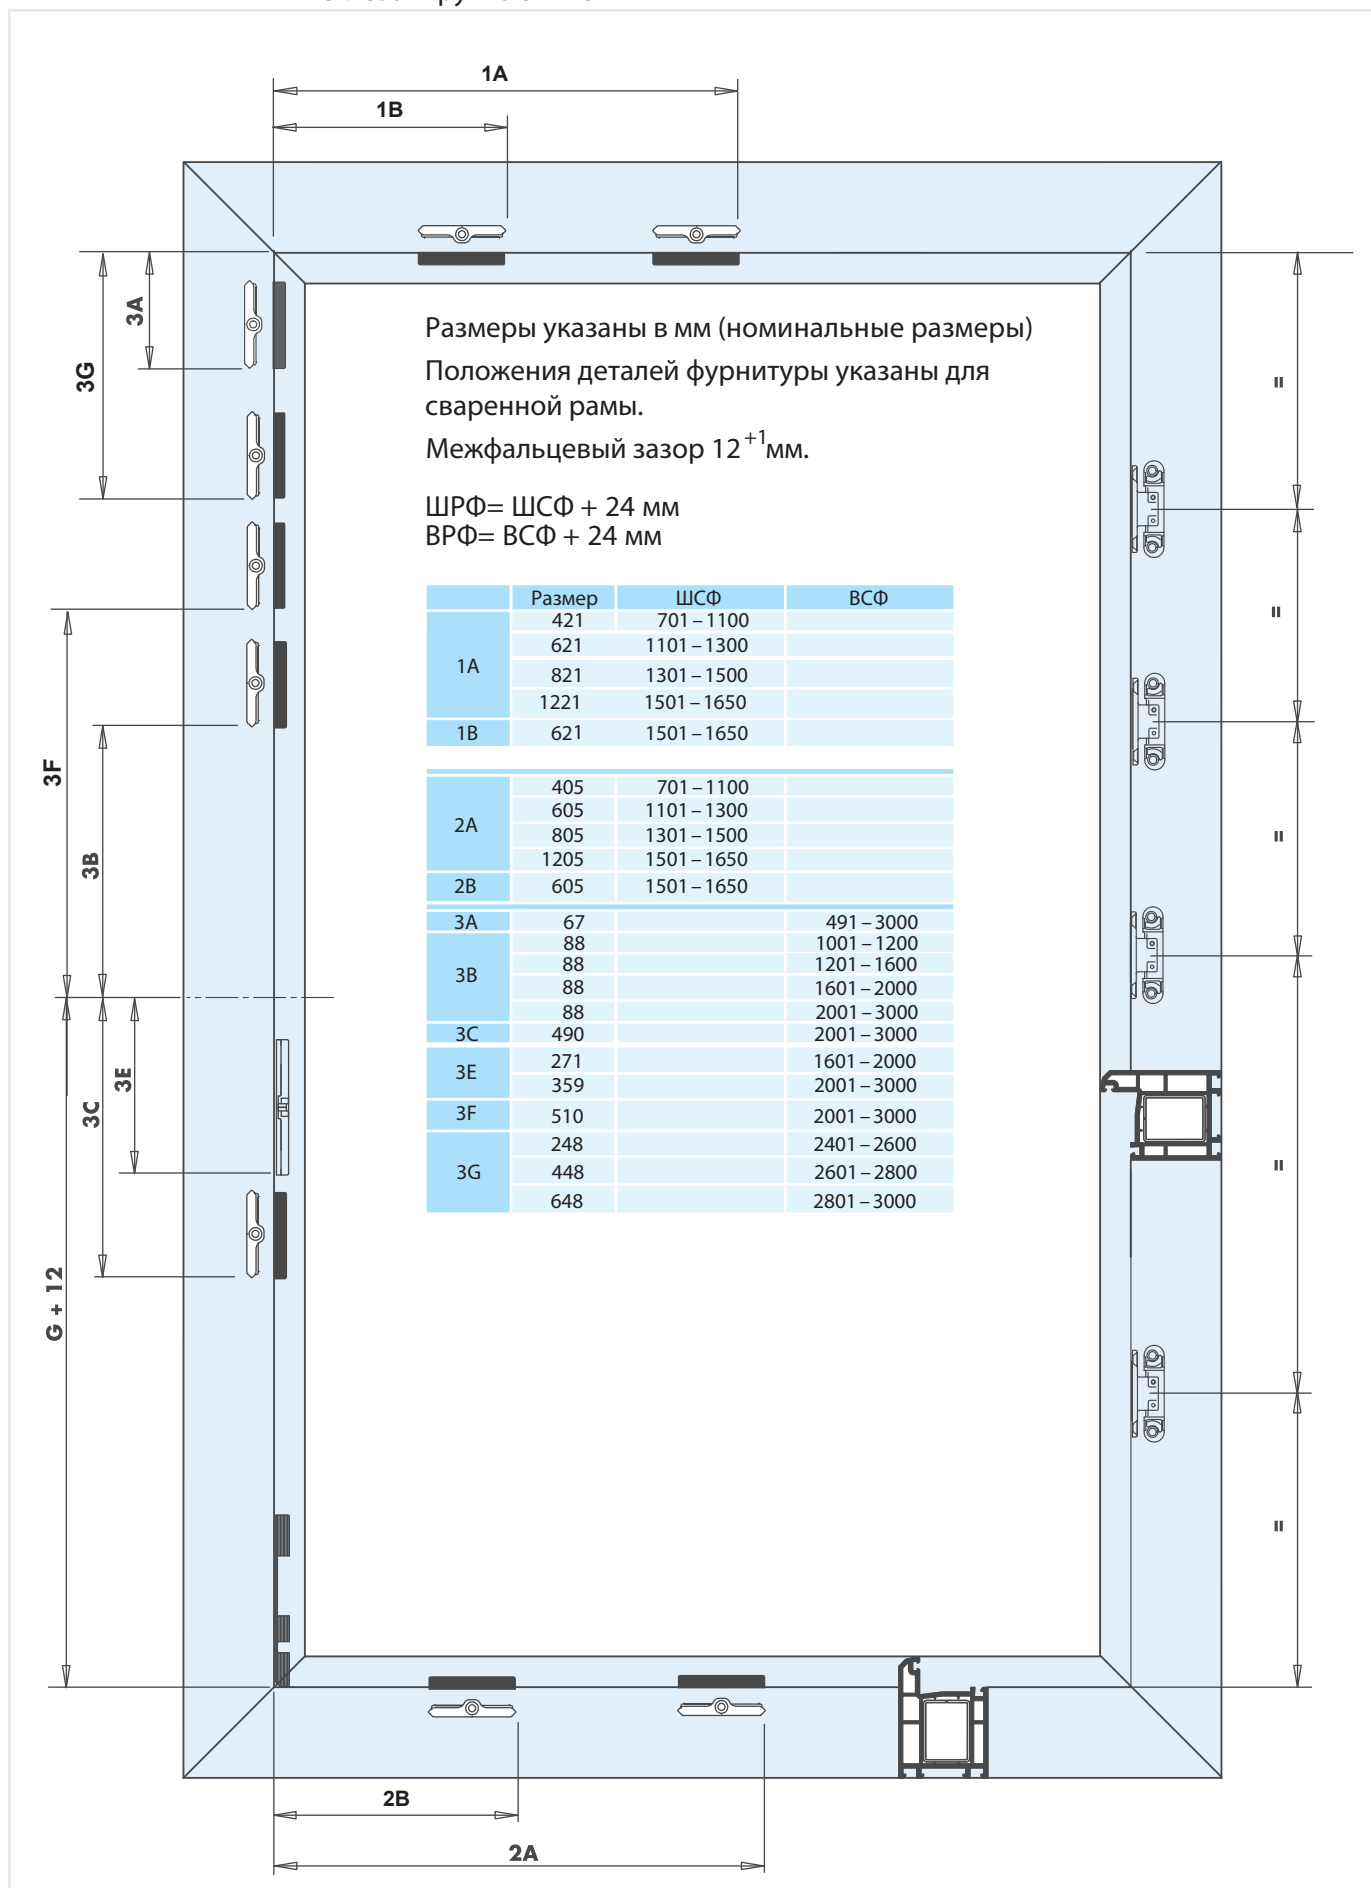 1A
1B
3A
3G
Размеры указаны в мм (номинальные размеры)
Положения деталей фурнитуры указаны для
сваренной рамы.
Межфальцевый зазор 12 +1 мм.
ШРФ= ШСФ + 24 мм
ВРФ= ВСФ + 24 мм
Размер ШСФ ВСФ
1A
421 701 – 1100
621 1101 – 1300
821 1301 – 1500
1221 1501 – 1650
1B 621 1501 – 1650
2A
405 701 – 1100
605 1101 – 1300
805 1301 – 1500
1205 1501 – 1650
2B 605 1501 – 1650
3A 67 491 – 3000
3B
88 1001 – 1200
88 1201 – 1600
88 1601 – 2000
88 2001 – 3000
3C 490 2001 – 3000
3E
271 1601 – 2000
359 2001 – 3000
3F 510 2001 – 3000
3G
248 2401 – 2600
448 2601 – 2800
648 2801 – 3000
3F
3B
3E
3C
G + 12
=
=
=
=
=
2B
2A